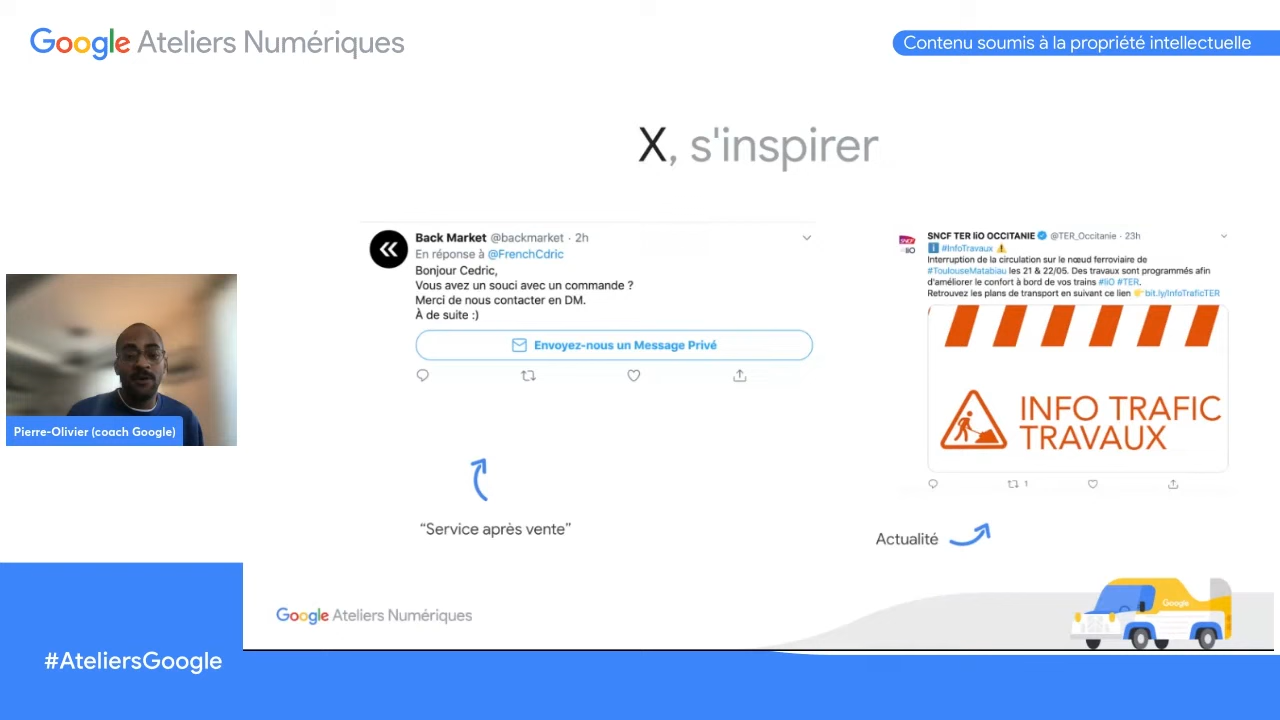 Google Ateliers Numériques
Contenu soumis à la propriété intellectuelle
X, s'inspirer
Back Market @backmarket · 2h
En réponse à @FrenchCdric
Bonjour Cedric,
Vous avez un souci avec un commande ?
Merci de nous contacter en DM.
À de suite :)
Envoyez-nous un Message Privé
“Service après vente”
SNCF
liO
SNCF TER liO OCCITANIE @TER_Occitanie · 23h
#InfoTravaux
Interruption de la circulation sur le nœud ferroviaire de
#ToulouseMatabiau les 21 & 22/05. Des travaux sont programmés afin
d'améliorer le confort à bord de vos trains #liO #TER.
Retrouvez les plans de transport en suivant ce lien 👉bit.ly/InfoTraficTER
INFO TRAFIC
TRAVAUX
1
Actualité
Pierre-Olivier (coach Google)
Google
Google Ateliers Numériques
#AteliersGoogle